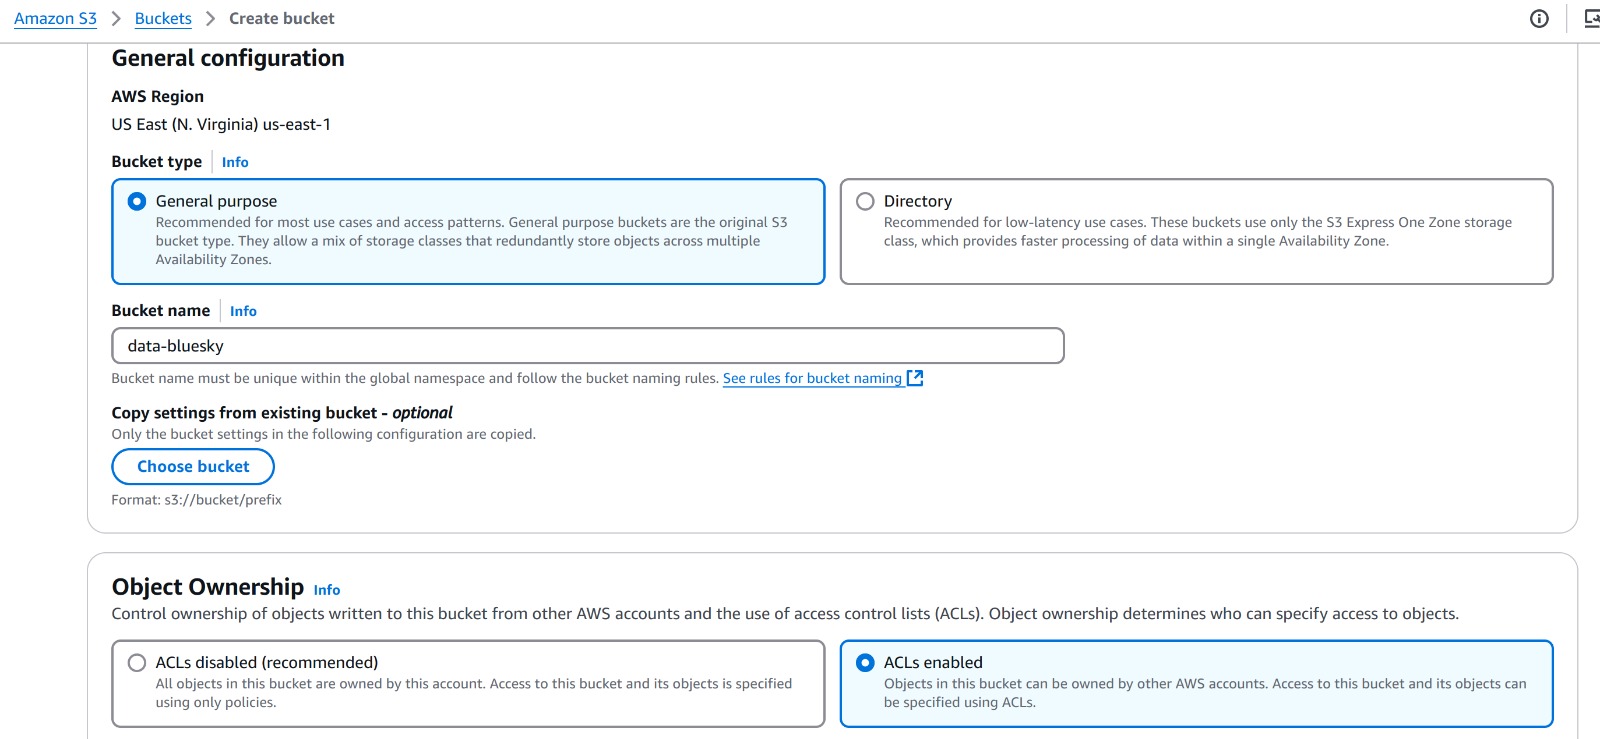 Amazon S3 > Buckets > Create bucket
General configuration
AWS Region
US East (N. Virginia) us-east-1
Bucket type Info
General purpose
Recommended for most use cases and access patterns. General purpose buckets are the original S3
bucket type. They allow a mix of storage classes that redundantly store objects across multiple
Availability Zones.
Directory
Recommended for low-latency use cases. These buckets use only the S3 Express One Zone storage
class, which provides faster processing of data within a single Availability Zone.
Bucket name Info
data-bluesky
Bucket name must be unique within the global namespace and follow the bucket naming rules. See rules for bucket naming
Copy settings from existing bucket - optional
Only the bucket settings in the following configuration are copied.
Choose bucket
Format: s3://bucket/prefix
Object Ownership Info
Control ownership of objects written to this bucket from other AWS accounts and the use of access control lists (ACLs). Object ownership determines who can specify access to objects.
ACLs disabled (recommended)
All objects in this bucket are owned by this account. Access to this bucket and its objects is specified
using only policies.
ACLs enabled
Objects in this bucket can be owned by other AWS accounts. Access to this bucket and its objects can
be specified using ACLs.